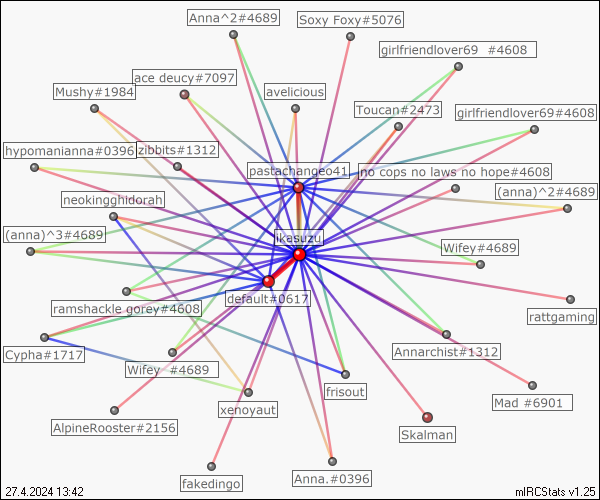 Anna^2#4689
Soxy Foxy#5076
girlfriendlover69 #4608
ace deucy#7097
Mushy#1984
avelicious
Toucan#2473
girlfriendlover69#4608
hypomanianna#0396
zibbits#1312
pastachangeo41
no cops no laws no hope#4608
neokingghidorah
(anna)^2#4689
(anna)^3#4689
ikasuzu
Wifey#4689
ramshackle gorey#4608
default#0617
rattgaming
Cypha#1717
Wifey #4689
Annarchist#1312
frisout
xenoyaut
Mad #6901
AlpineRooster#2156
Skalman
fakedingo
Anna.#0396
27.4.2024 13:42
mIRCStats v1.25